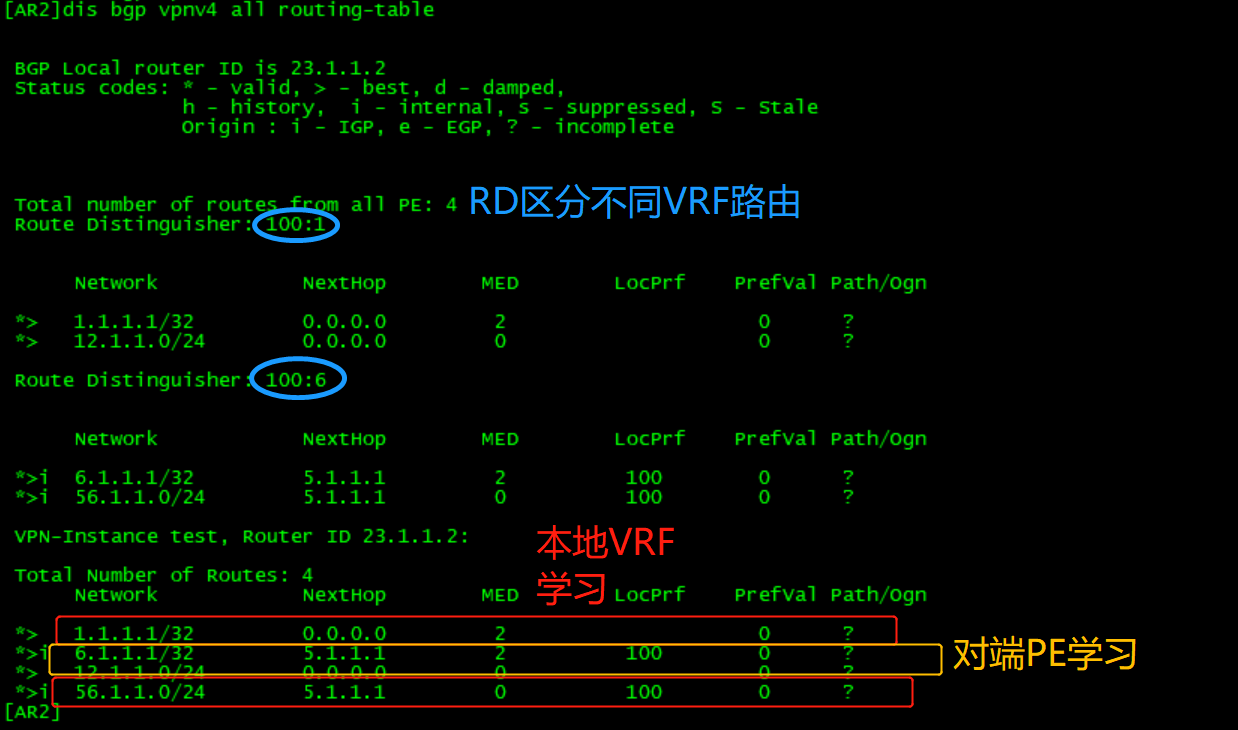 [AR2]dis bgp vpnv4 all routing-table
BGP Local router ID is 23.1.1.2
Status codes: * - valid, > - best, d - damped,
h - history,  i - internal, s - suppressed, S - Stale
Origin : i - IGP, e - EGP, ? - incomplete
Total number of routes from all PE: 4 RD区分不同VRF路由
Route Distinguisher: 100:1
Network NextHop MED LocPrf PrefVal Path/Ogn
*> 1.1.1.1/32 0.0.0.0 2 0 ?
*> 12.1.1.0/24 0.0.0.0 0 0 ?
Route Distinguisher: 100:6
Network NextHop MED LocPrf PrefVal Path/Ogn
*>i 6.1.1.1/32 5.1.1.1 2 100 0 ?
*>i 56.1.1.0/24 5.1.1.1 0 100 0 ?
VPN-Instance test, Router ID 23.1.1.2:
本地VRF
学习
Total Number of Routes: 4
Network NextHop MED LocPrf PrefVal Path/Ogn
*> 1.1.1.1/32 0.0.0.0 2 0 ?
*>i 6.1.1.1/32 5.1.1.1 2 100 0 ?
对端PE学习
*> 12.1.1.0/24 0.0.0.0 0 0 ?
*>i 56.1.1.0/24 5.1.1.1 0 100 0 ?
[AR2]